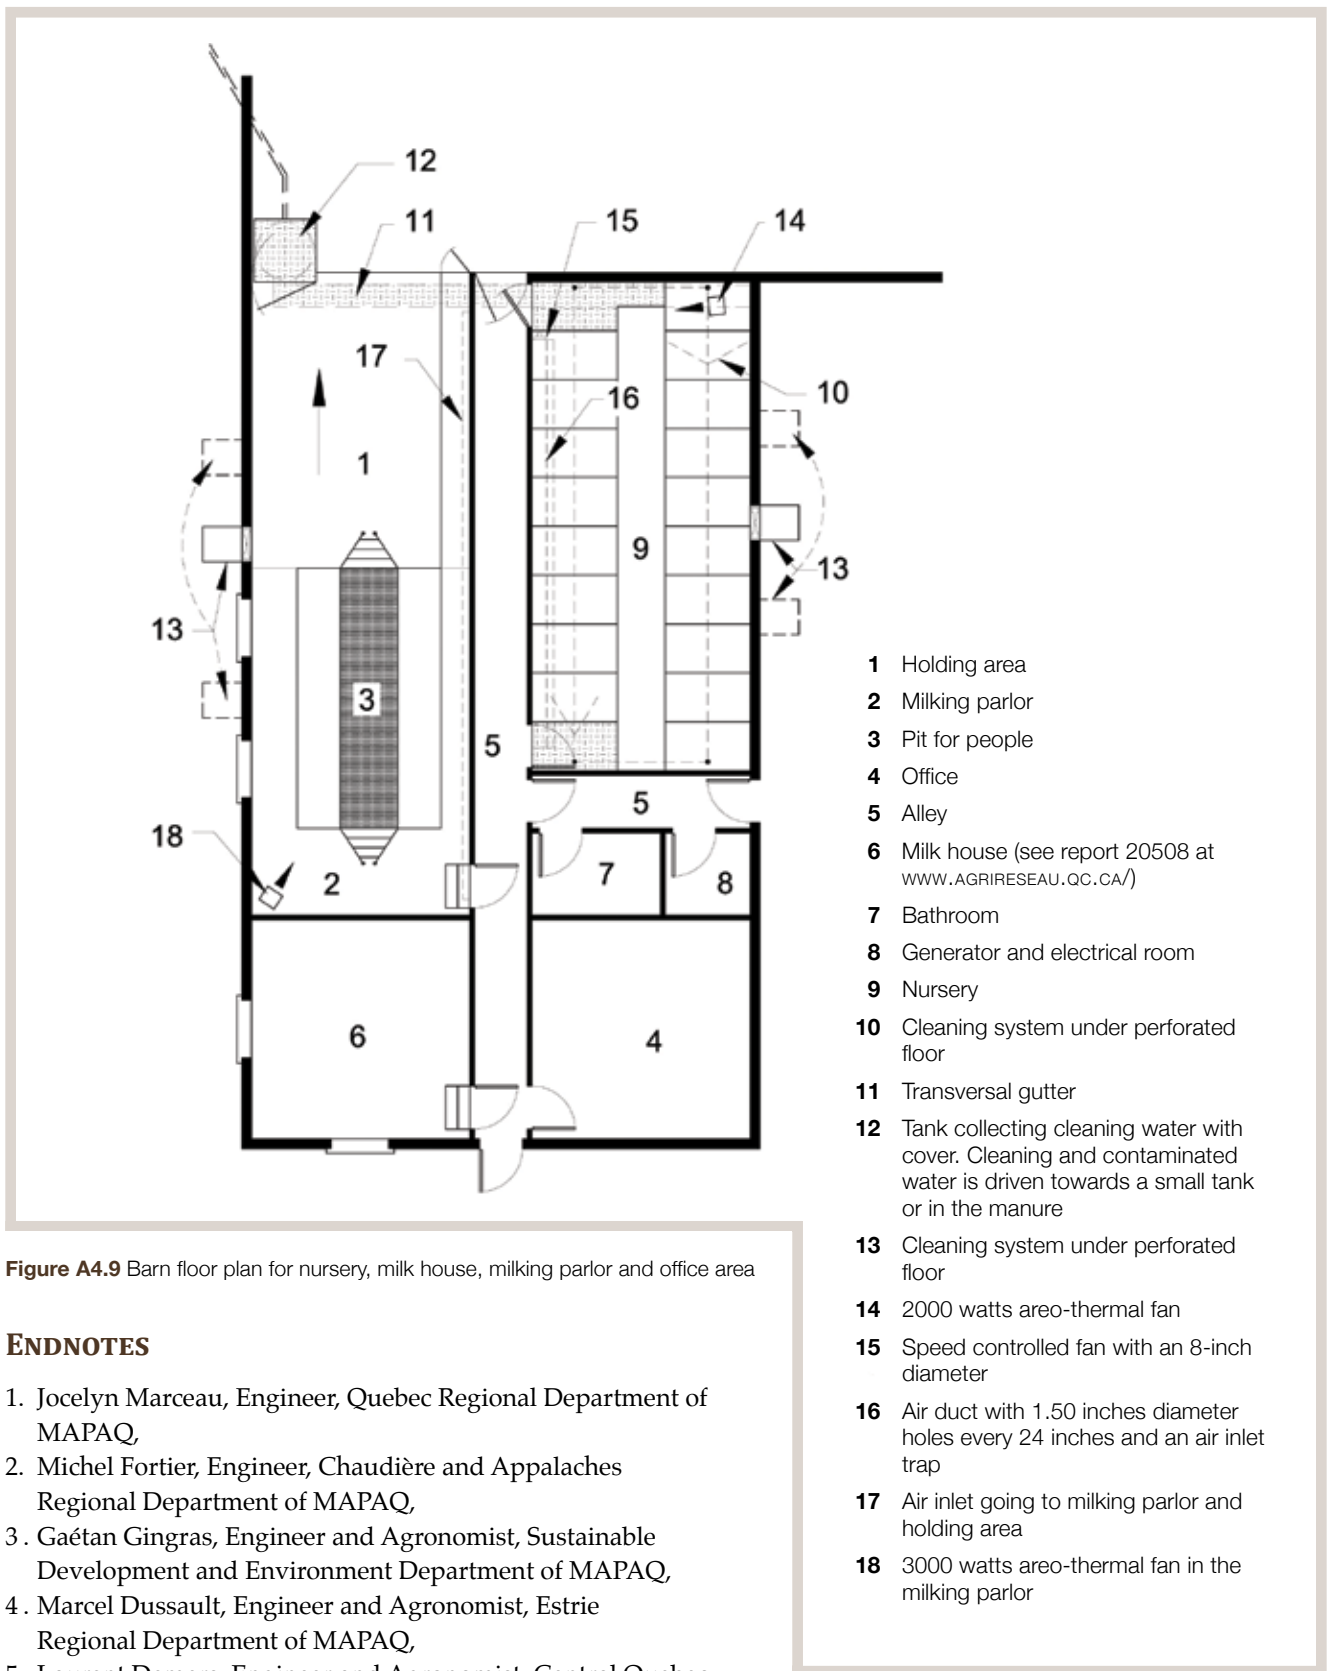 12
11
15
14
17
16
10
1
9
13
13
3
5
5
18
2
7
8
6
4
1 Holding area
2 Milking parlor
3 Pit for people
4 Office
5 Alley
6 Milk house (see report 20508 at
WWW.AGRIRESEAU.QC.CA/)
7 Bathroom
8 Generator and electrical room
9 Nursery
10 Cleaning system under perforated
floor
11 Transversal gutter
12 Tank collecting cleaning water with
cover. Cleaning and contaminated
water is driven towards a small tank
or in the manure
13 Cleaning system under perforated
floor
14 2000 watts areo-thermal fan
15 Speed controlled fan with an 8-inch
diameter
16 Air duct with 1.50 inches diameter
holes every 24 inches and an air inlet
trap
17 Air inlet going to milking parlor and
holding area
18 3000 watts areo-thermal fan in the
milking parlor
Figure A4.9 Barn floor plan for nursery, milk house, milking parlor and office area
ENDNOTES
1. Jocelyn Marceau, Engineer, Quebec Regional Department of
MAPAQ,
2. Michel Fortier, Engineer, Chaudière and Appalaches
Regional Department of MAPAQ,
3 . Gaétan Gingras, Engineer and Agronomist, Sustainable
Development and Environment Department of MAPAQ,
4 . Marcel Dussault, Engineer and Agronomist, Estrie
Regional Department of MAPAQ,